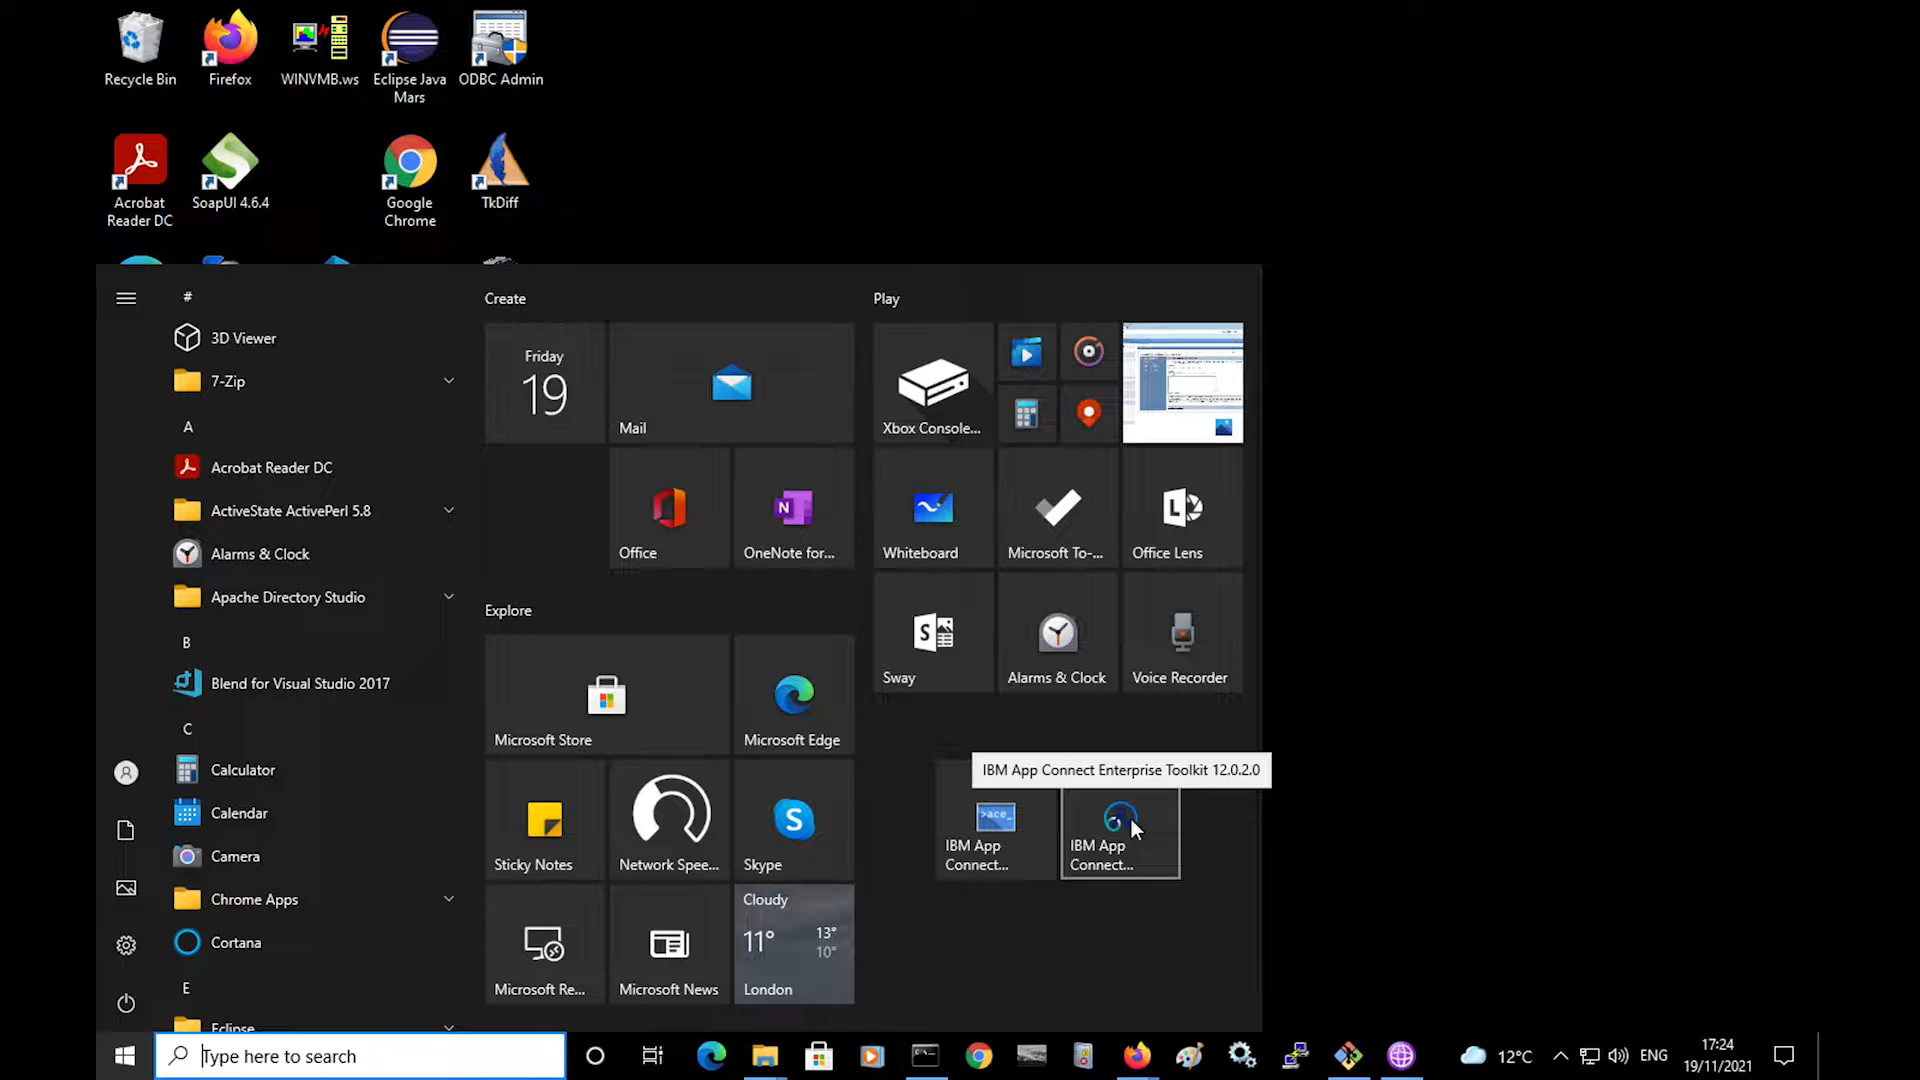 Recycle Bin
Firefox
WINVMB.ws
Eclipse Java
Mars
ODBC Admin
Acrobat
Reader DC
SoapUI 4.6.4
Google
Chrome
TkDiff
#
3D Viewer
7-Zip
A
Acrobat Reader DC
ActiveState ActivePerl 5.8
Alarms & Clock
Apache Directory Studio
B
Blend for Visual Studio 2017
C
Calculator
Calendar
Camera
Chrome Apps
Cortana
E
Eclipse
Create
Friday
19
Mail
Office
N
OneNote for...
Explore
Microsoft Store
Microsoft Edge
Sticky Notes
Network Spee...
S
Skype
Microsoft Re...
Microsoft News
Cloudy
11°
13°
10°
London
Play
Xbox Console...
Whiteboard
Microsoft To-...
L
Office Lens
S
Sway
Alarms & Clock
Voice Recorder
IBM App Connect Enterprise Toolkit 12.0.2.0
>ace_
IBM App
Connect...
IBM App
Connect...
Type here to search
12°C
ENG
17:24
19/11/2021